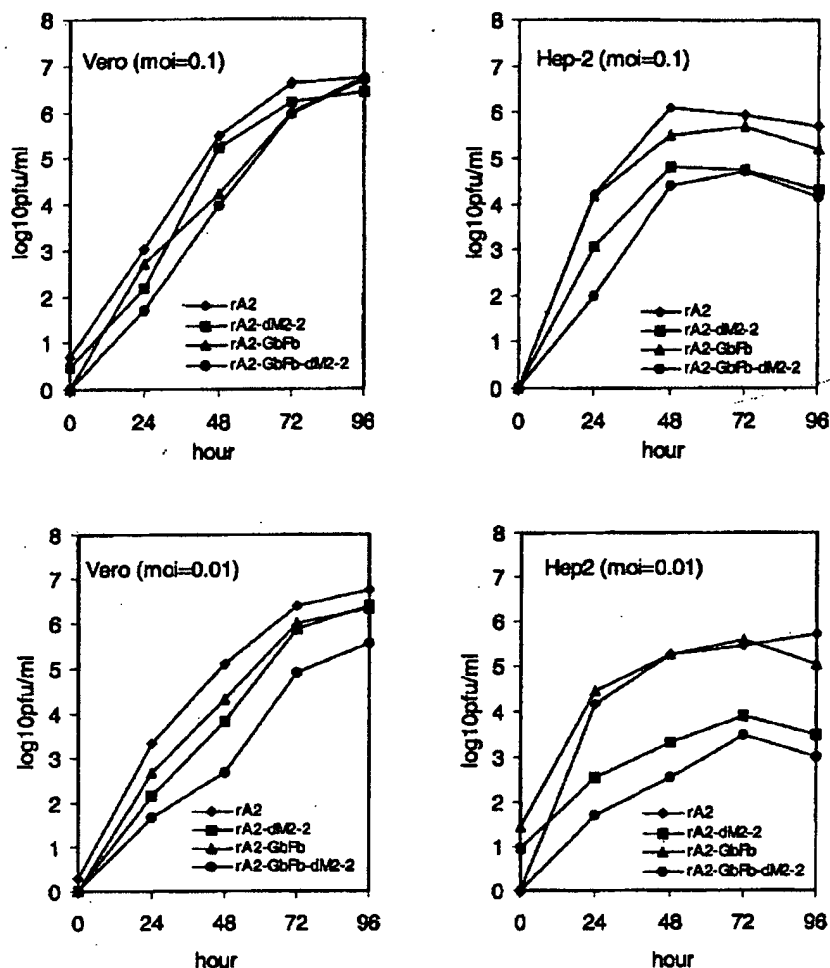 Vero (moi=0.1)
log10pfu/ml
8
7
6
5
4
3
2
1
0
rA2
rA2-dM2-2
rA2-GbFb
rA2-GbFb-dM2-2
0 24 48 72 96
hour
Hep-2 (moi=0.1)
log10pfu/ml
8
7
6
5
4
3
2
1
0
rA2
rA2-dM2-2
rA2-GbFb
rA2-GbFb-dM2-2
0 24 48 72 96
hour
Vero (moi=0.01)
log10pfu/ml
8
7
6
5
4
3
2
1
0
rA2
rA2-dM2-2
rA2-GbFb
rA2-GbFb-dM2-2
0 24 48 72 96
hour
Hep2 (moi=0.01)
log10pfu/ml
8
7
6
5
4
3
2
1
0
rA2
rA2-dM2-2
rA2-GbFb
rA2-GbFb-dM2-2
0 24 48 72 96
hour